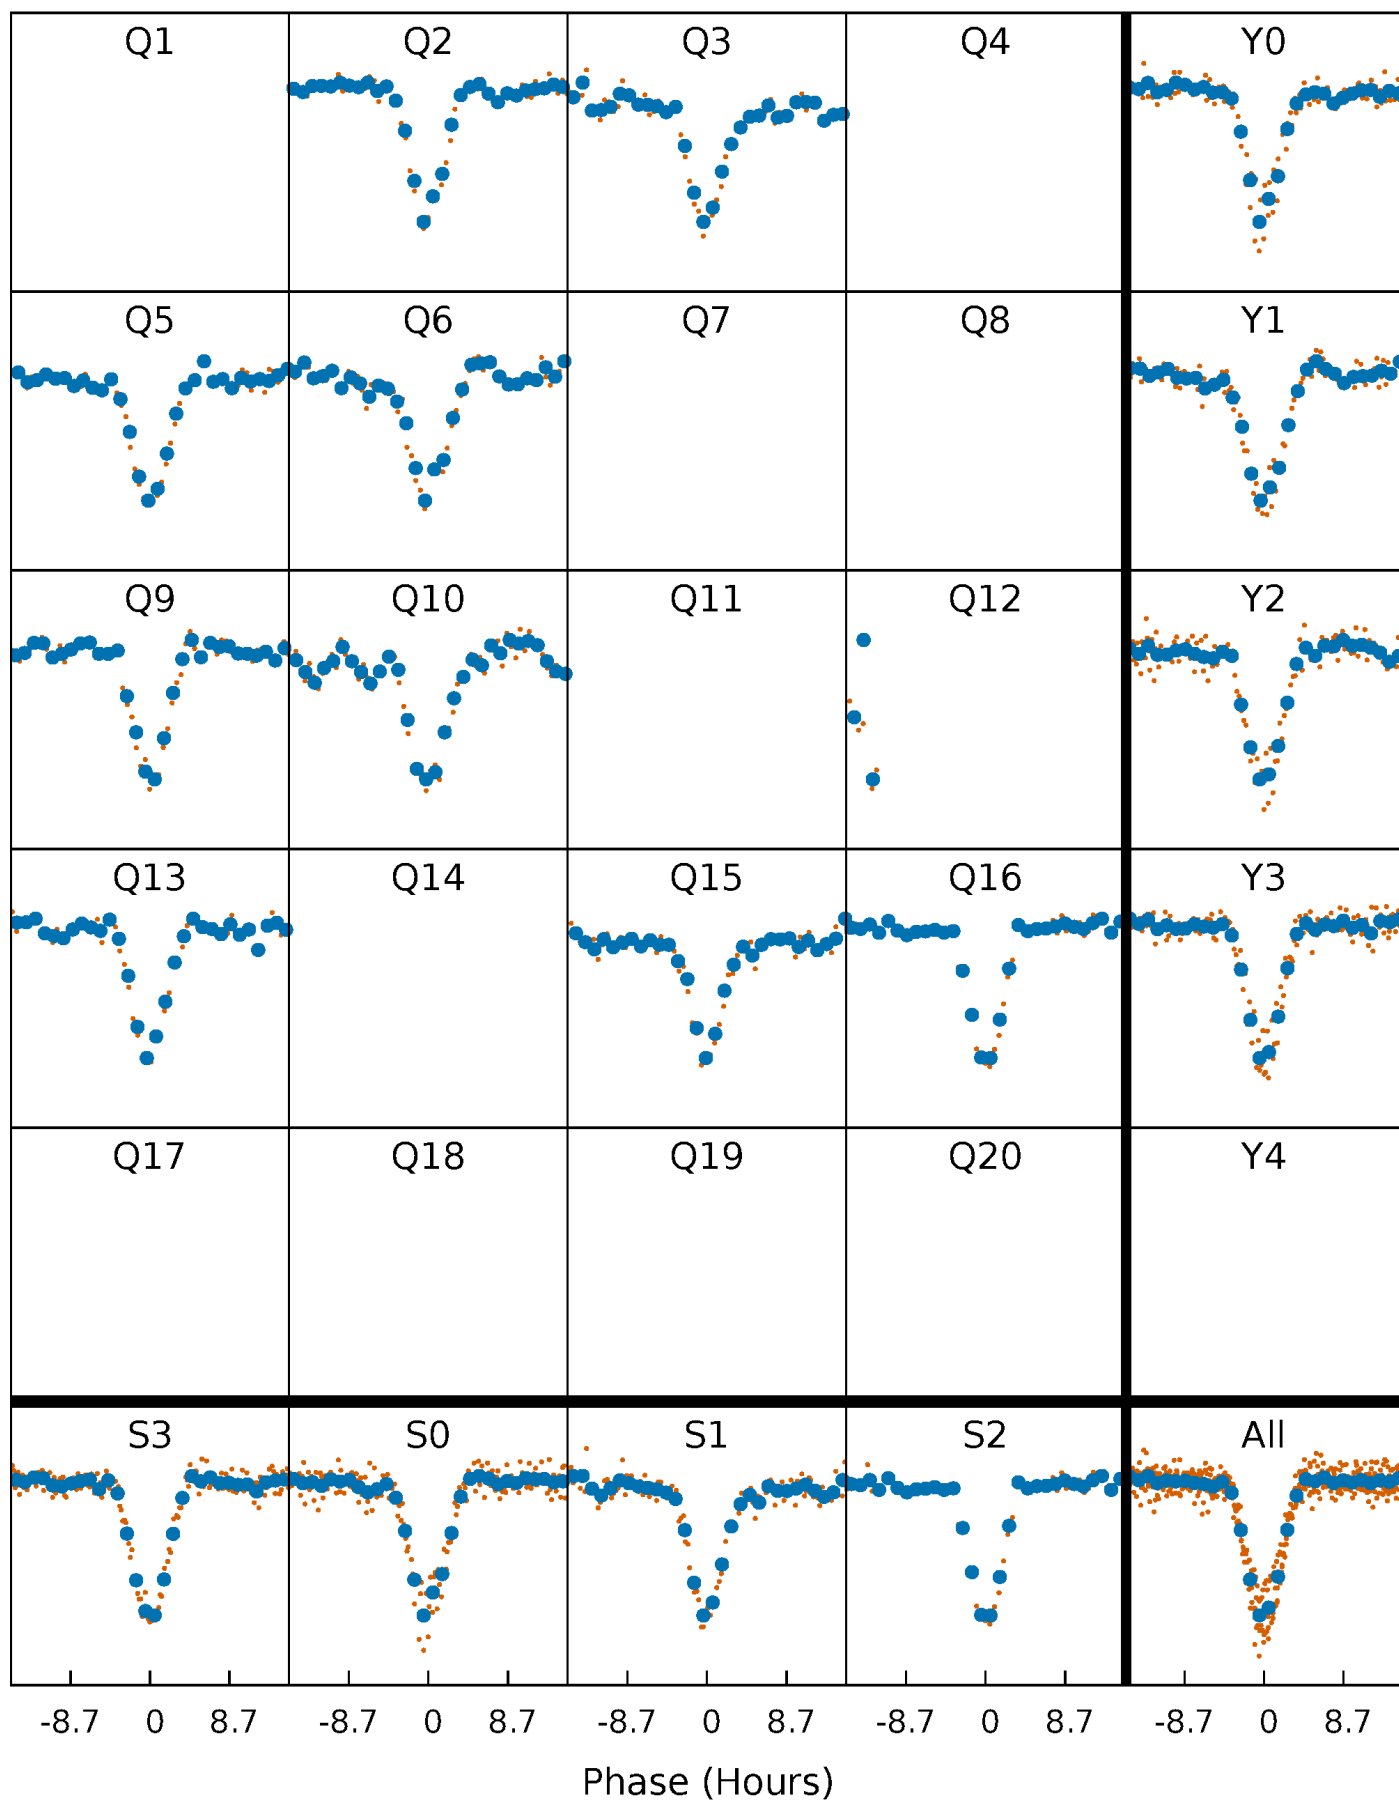 Q1 Q2 Q3 Q4 Y0
Q5 Q6 Q7 Q8 Y1
Q9 Q10 Q11 Q12 Y2
Q13 Q14 Q15 Q16 Y3
Q17 Q18 Q19 Q20 Y4
S3 S0 S1 S2 All
-8.7 0 8.7 -8.7 0 8.7 -8.7 0 8.7 -8.7 0 8.7 -8.7 0 8.7
Phase (Hours)